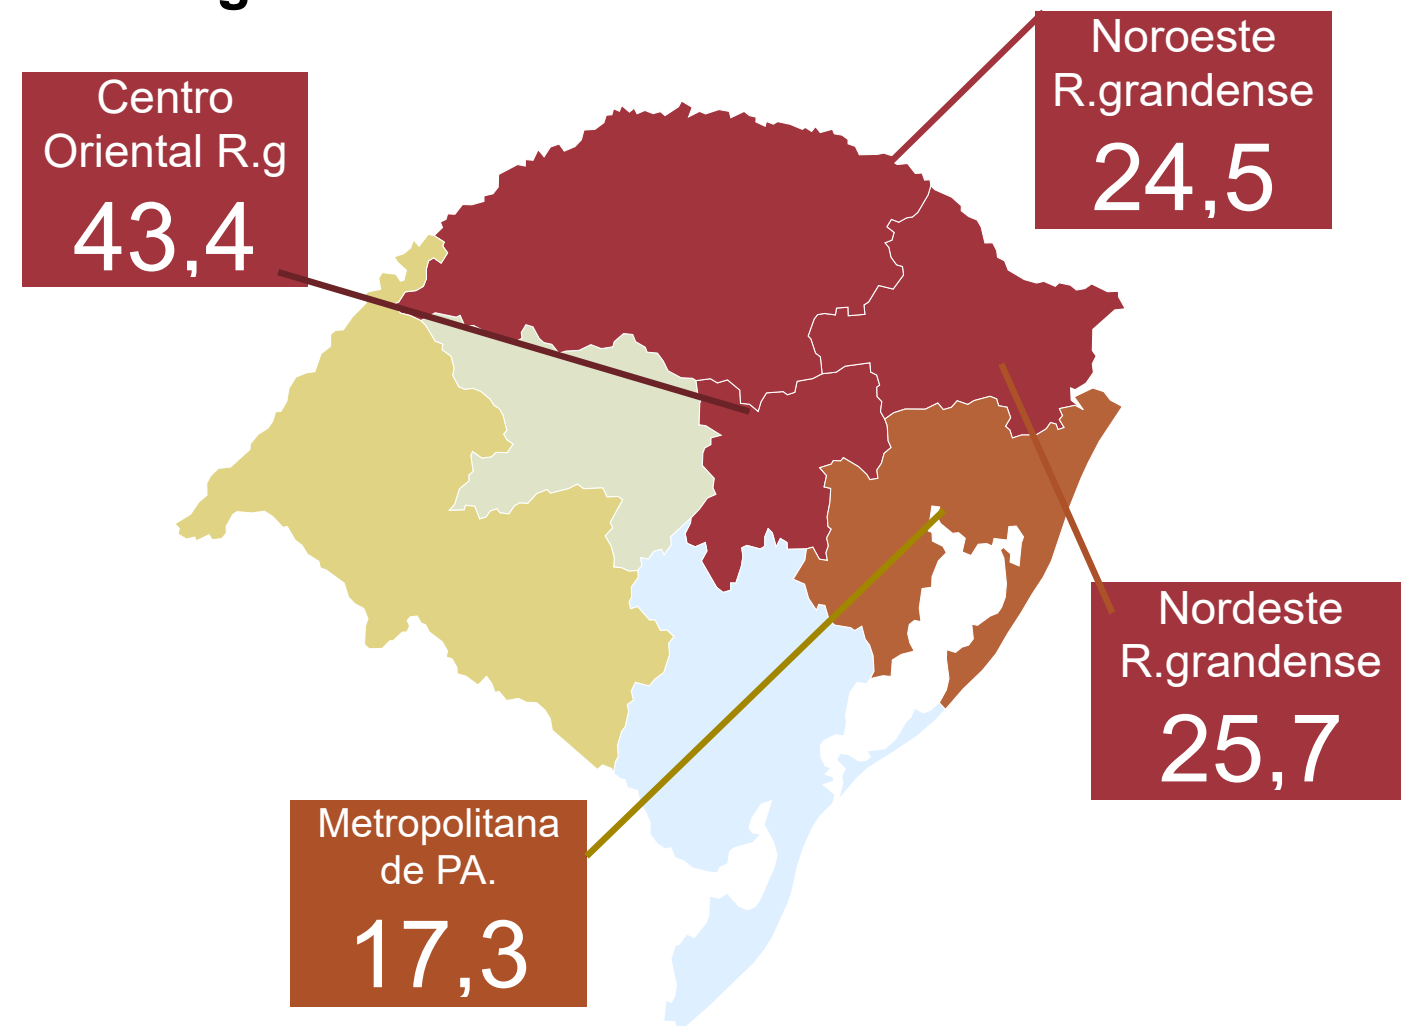 Noroeste
R.grandense
24,5
Centro
Oriental R.g
43,4
Nordeste
R.grandense
25,7
Metropolitana
de PA.
17,3